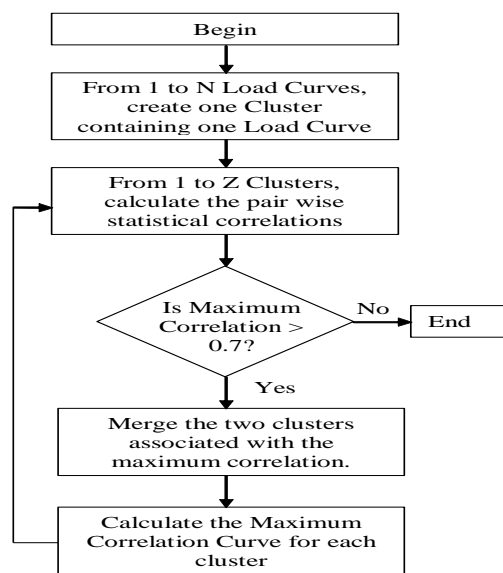 Begin
From 1 to N Load Curves,
create one Cluster
containing one Load Curve
From 1 to Z Clusters,
calculate the pair wise
statistical correlations
Is Maximum
Correlation >
0.7?
No
End
Yes
Merge the two clusters
associated with the
maximum correlation.
Calculate the Maximum
Correlation Curve for each
cluster